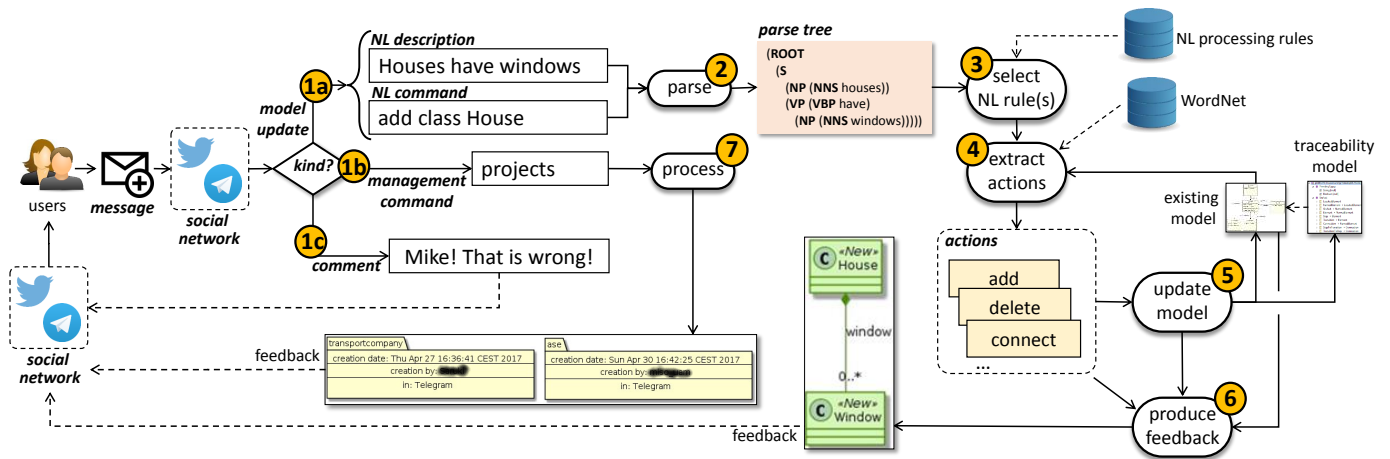 users
message
social
network
kind?
1a
model
update
NL description
Houses have windows
NL command
add class House
2
parse
parse tree
(ROOT
(S
(NP (NNS houses))
(VP (VBP have)
(NP (NNS windows)))))
3
select
NL rule(s)
NL processing rules
WordNet
4
extract
actions
traceability
model
existing
model
1b
management
command
projects
7
process
1c
comment
Mike! That is wrong!
actions
add
delete
connect
...
5
update
model
6
produce
feedback
C
«New»
House
window
0..*
C
«New»
Window
feedback
transportcompany
creation date: Thu Apr 27 16:36:41 CEST 2017
creation by:
in: Telegram
ase
creation date: Sun Apr 30 16:42:25 CEST 2017
creation by:
in: Telegram
feedback
social
network